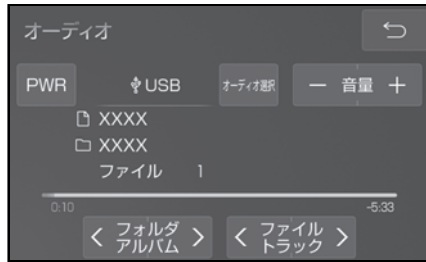 オーディオ
PWR USB オーディオ選択 － 音量 ＋
XXXX
XXXX
ファイル 1
0:10 -5:33
< フォルダ アルバム > < ファイル トラック >